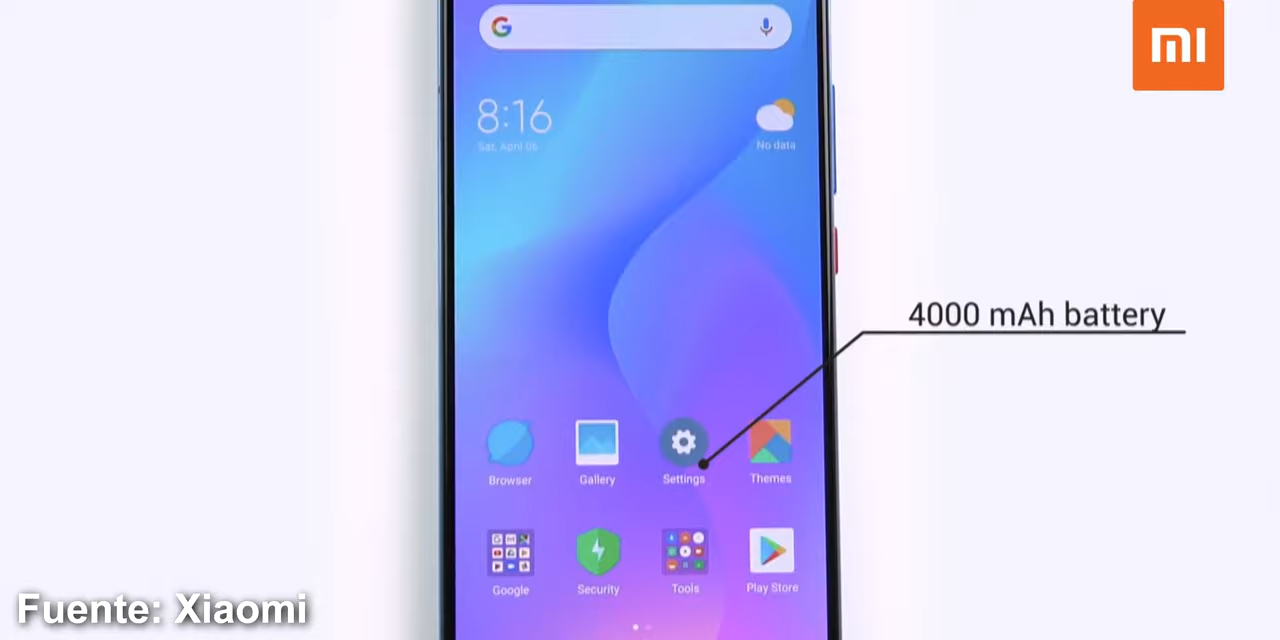 mi
8:16
Sat, April 06
No data
4000 mAh battery
Browser
Gallery
Settings
Themes
Google
Security
Tools
Play Store
Fuente: Xiaomi